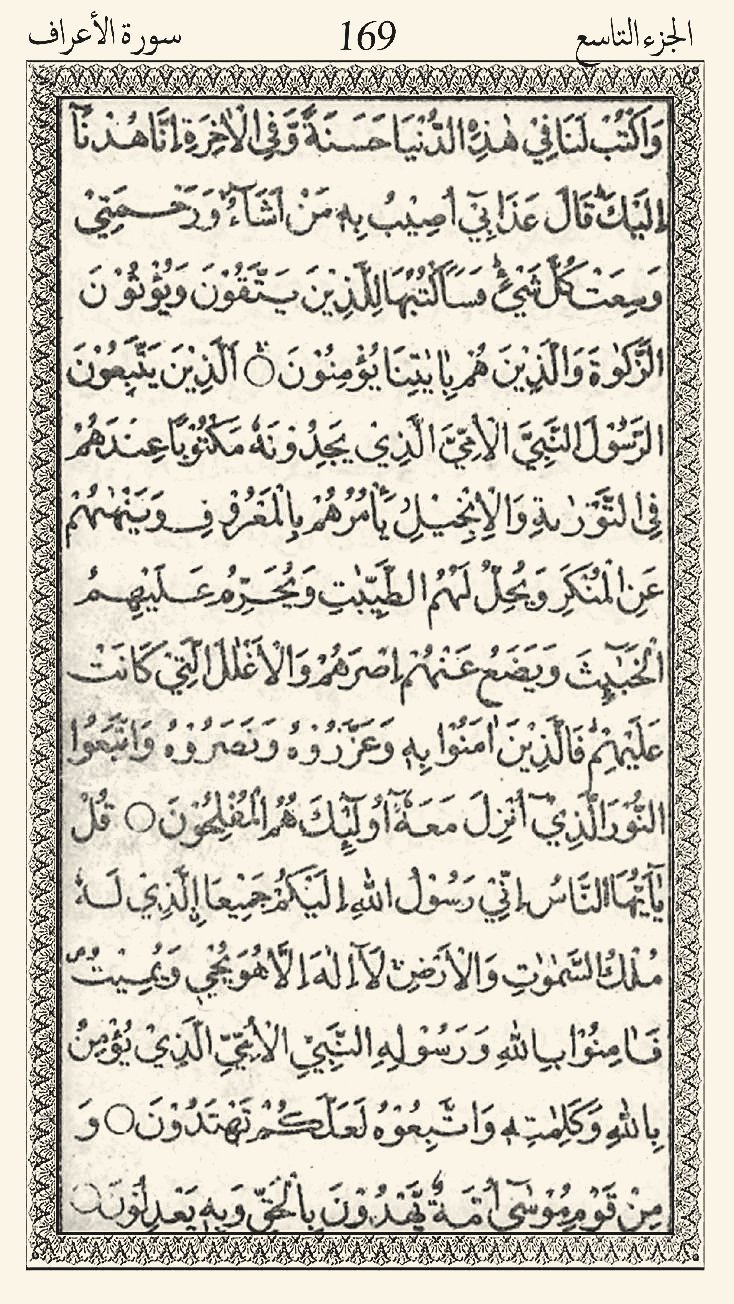 الجزء التاسع 169 سورة الأعراف
وَاكْتُبْ لَنَا فِيْ هٰذِهِ الدُّنْيَا حَسَنَةً وَّفِي الْاٰخِرَةِ اِنَّا هُدْنَاۤ
اِلَيْكَ ؕ قَالَ عَذَابِيْۤ اُصِيْبُ بِهٖ مَنْ اَشَآءُ ۚ وَرَحْمَتِيْ
وَسِعَتْ كُلَّ شَيْءٍ ؕ فَسَاَكْتُبُهَا لِلَّذِيْنَ يَتَّقُوْنَ وَيُؤْتُوْنَ
الزَّكٰوةَ وَالَّذِيْنَ هُمْ بِاٰيٰتِنَا يُؤْمِنُوْنَ ○ۚ اَلَّذِيْنَ يَتَّبِعُوْنَ
الرَّسُوْلَ النَّبِيَّ الْاُمِّيَّ الَّذِيْ يَجِدُوْنَهٗ مَكْتُوْبًا عِنْدَهُمْ
فِي التَّوْرٰىةِ وَالْاِنْجِيْلِ ؗ يَاْمُرُهُمْ بِالْمَعْرُوْفِ وَيَنْهٰىهُمْ
عَنِ الْمُنْكَرِ وَيُحِلُّ لَهُمُ الطَّيِّبٰتِ وَيُحَرِّمُ عَلَيْهِمُ
الْخَبٰٓئِثَ وَيَضَعُ عَنْهُمْ اِصْرَهُمْ وَالْاَغْلٰلَ الَّتِيْ كَانَتْ
عَلَيْهِمْ ؕ فَالَّذِيْنَ اٰمَنُوْا بِهٖ وَعَزَّرُوْهُ وَنَصَرُوْهُ وَاتَّبَعُوا
النُّوْرَ الَّذِيْۤ اُنْزِلَ مَعَهٗۤ ۙ اُولٰٓئِكَ هُمُ الْمُفْلِحُوْنَ ○ قُلْ
يٰۤاَيُّهَا النَّاسُ اِنِّيْ رَسُوْلُ اللّٰهِ اِلَيْكُمْ جَمِيْعَا ۨالَّذِيْ لَهٗ
مُلْكُ السَّمٰوٰتِ وَالْاَرْضِ ۚ لَاۤ اِلٰهَ اِلَّا هُوَ يُحْيٖ وَيُمِيْتُ ۪
فَاٰمِنُوْا بِاللّٰهِ وَرَسُوْلِهِ النَّبِيِّ الْاُمِّيِّ الَّذِيْ يُؤْمِنُ
بِاللّٰهِ وَكَلِمٰتِهٖ وَاتَّبِعُوْهُ لَعَلَّكُمْ تَهْتَدُوْنَ ○ وَ
مِنْ قَوْمِ مُوْسٰۤى اُمَّةٌ يَّهْدُوْنَ بِالْحَقِّ وَبِهٖ يَعْدِلُوْنَ ○